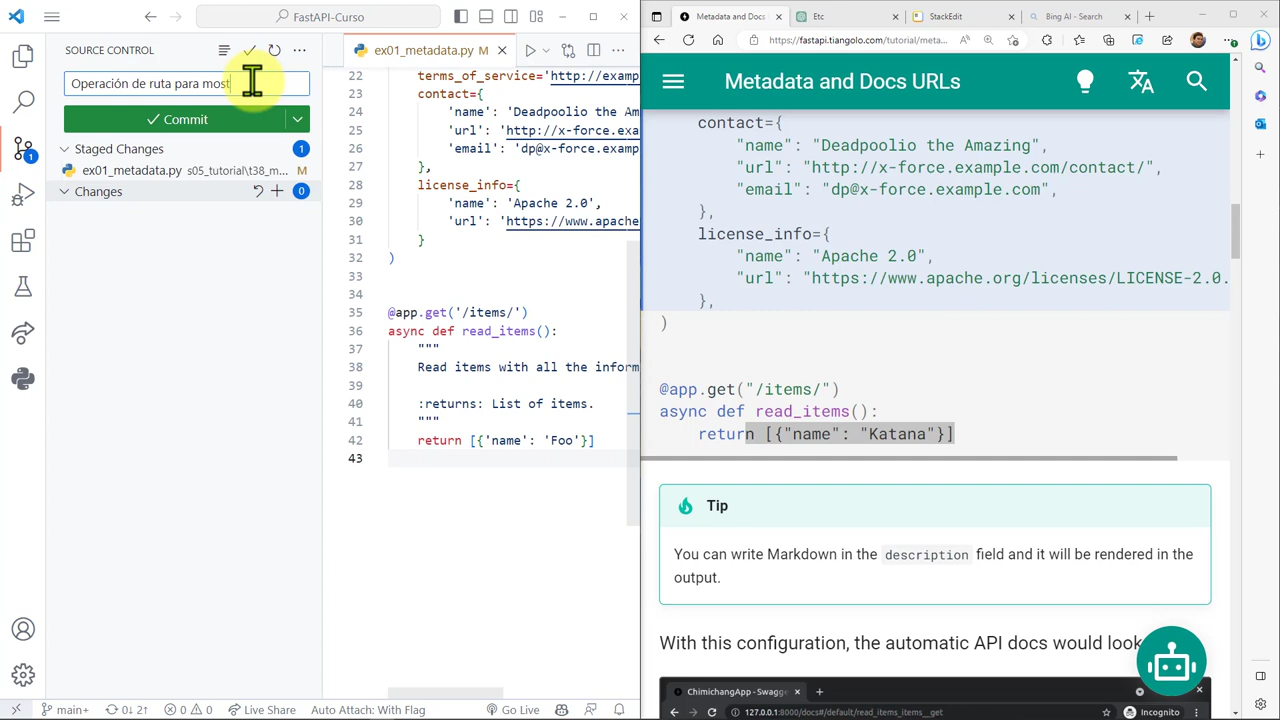 FastAPI-Curso
SOURCE CONTROL
Operación de ruta para most
Commit
Staged Changes 1
ex01_metadata.py s05_tutorial\t38_m... M
Changes 0
1
ex01_metadata.py M
22 terms_of_service='http://examp
23 contact={
24 'name': 'Deadpoolio the Am
25 'url': 'http://x-force.exa
26 'email': 'dp@x-force.examp
27 },
28 license_info={
29 'name': 'Apache 2.0',
30 'url': 'https://www.apache
31 }
32 )
33
34
35 @app.get('/items/')
36 async def read_items():
37 """
38 Read items with all the inform
39
40 :returns: List of items.
41 """
42 return [{'name': 'Foo'}]
43
main 0↓ 2↑ 0 0 Live Share Auto Attach: With Flag Go Live
Metadata and Docs URLs
Etc
StackEdit
Bing AI - Search
https://fastapi.tiangolo.com/tutorial/meta...
Metadata and Docs URLs
contact={
"name": "Deadpoolio the Amazing",
"url": "http://x-force.example.com/contact/",
"email": "dp@x-force.example.com",
},
license_info={
"name": "Apache 2.0",
"url": "https://www.apache.org/licenses/LICENSE-2.0.
},
)
@app.get("/items/")
async def read_items():
return [{"name": "Katana"}]
Tip
You can write Markdown in the description field and it will be rendered in the
output.
With this configuration, the automatic API docs would look
ChimichangApp - Swagge
127.0.0.1:8000/docs#/default/read_items_items__get
Incognito